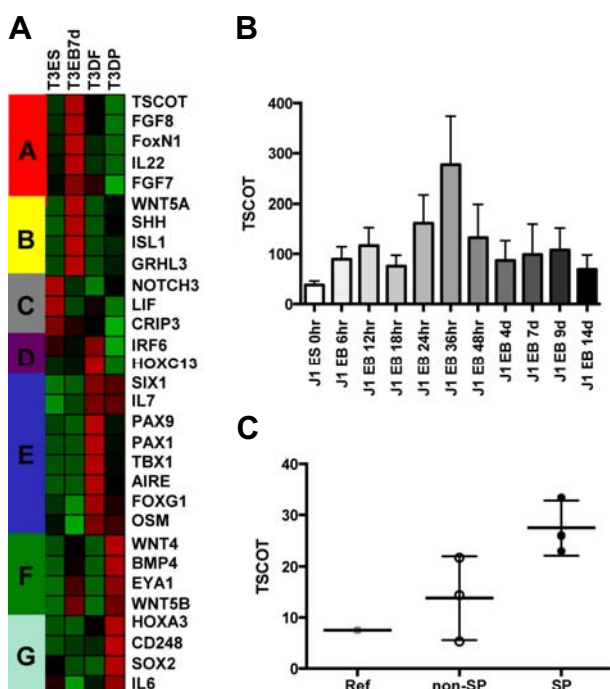 A
T3ES
T3EB7d
T3DF
T3DP
A
TSCOT
FGF8
FoxN1
IL22
FGF7
B
WNT5A
SHH
ISL1
GRHL3
C
NOTCH3
LIF
CRIP3
D
IRF6
HOXC13
E
SIX1
IL7
PAX9
PAX1
TBX1
AIRE
FOXG1
OSM
F
WNT4
BMP4
EYA1
WNT5B
G
HOXA3
CD248
SOX2
IL6
B
TSCOT
400
300
200
100
0
J1 ES 0hr
J1 EB 6hr
J1 EB 12hr
J1 EB 18hr
J1 EB 24hr
J1 EB 36hr
J1 EB 48hr
J1 EB 4d
J1 EB 7d
J1 EB 9d
J1 EB 14d
C
TSCOT
40
30
20
10
0
Ref
non-SP
SP